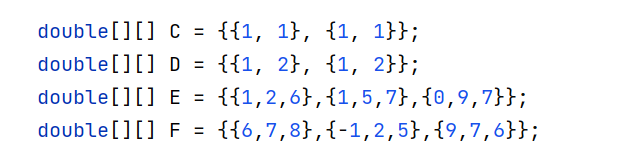 double[][] C = {{1, 1}, {1, 1}};
double[][] D = {{1, 2}, {1, 2}};
double[][] E = {{1,2,6},{1,5,7},{0,9,7}};
double[][] F = {{6,7,8},{-1,2,5},{9,7,6}};